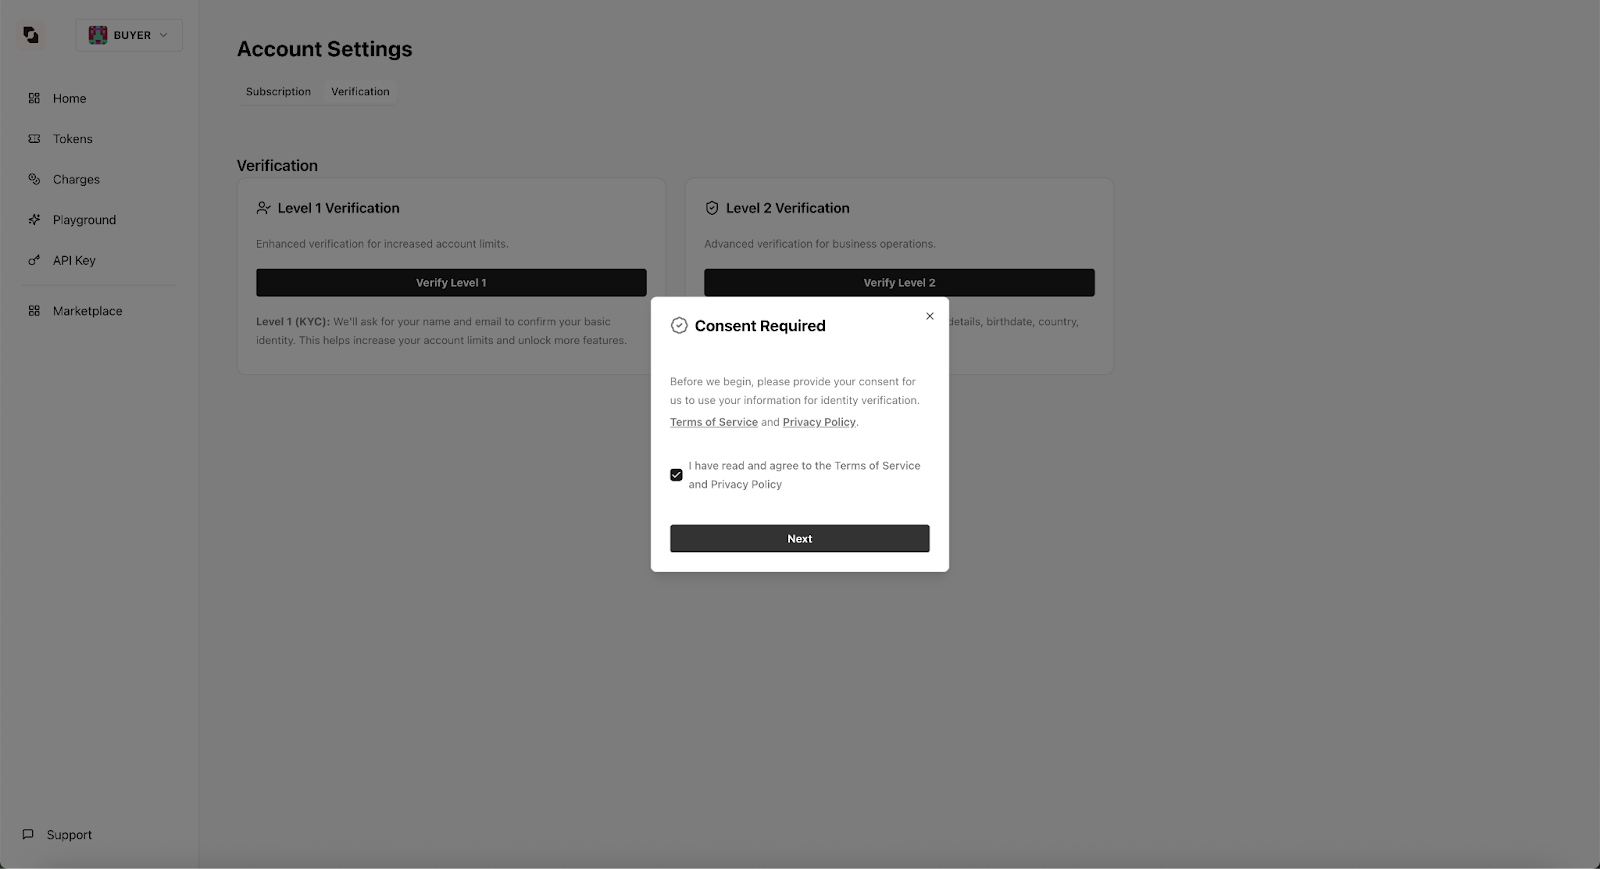 BUYER
Home
Tokens
Charges
Playground
API Key
Marketplace
Support
Account Settings
Subscription
Verification
Verification
Level 1 Verification
Enhanced verification for increased account limits.
Verify Level 1
Level 1 (KYC): We'll ask for your name and email to confirm your basic
identity. This helps increase your account limits and unlock more features.
Level 2 Verification
Advanced verification for business operations.
Verify Level 2
details, birthdate, country,
Consent Required
Before we begin, please provide your consent for
us to use your information for identity verification.
Terms of Service and Privacy Policy.
I have read and agree to the Terms of Service
and Privacy Policy
Next